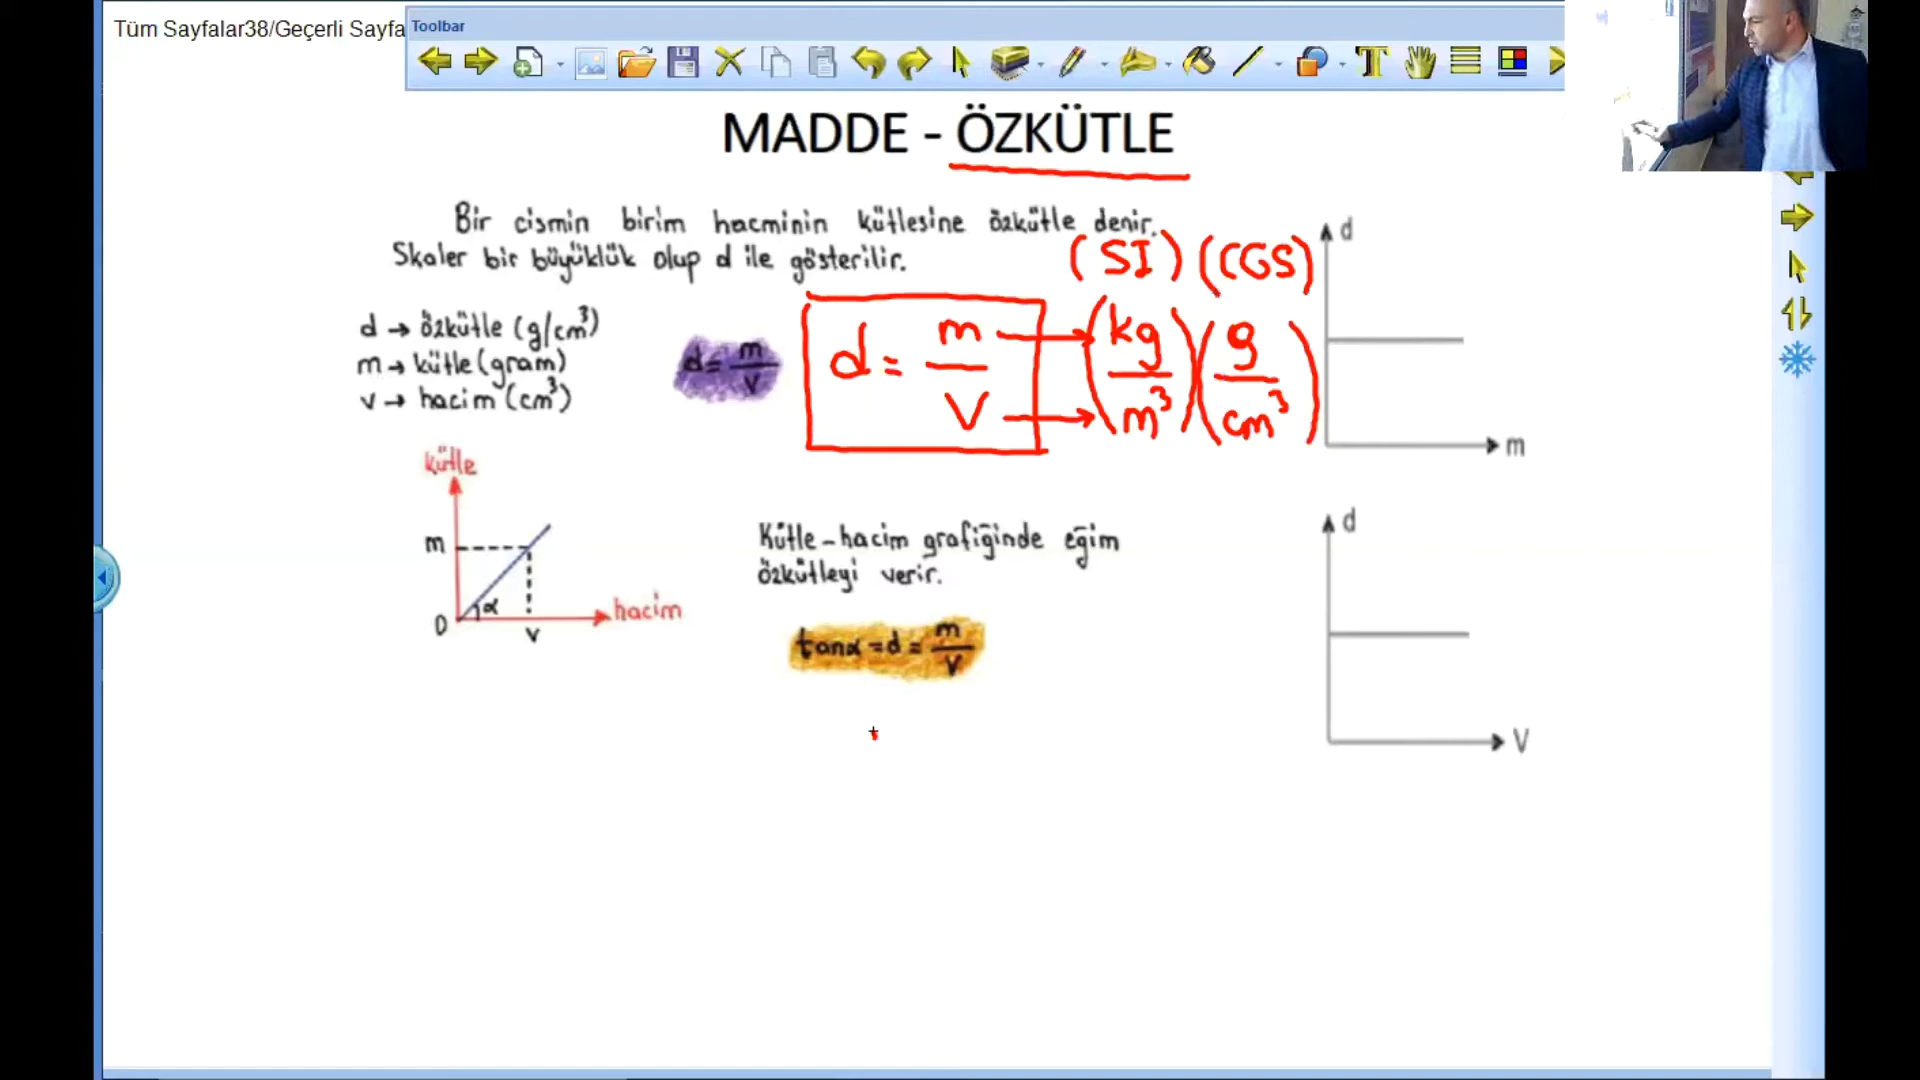 Tüm Sayfalar38/Geçerli Sayfa
Toolbar
MADDE - ÖZKÜTLE
Bir cismin birim hacminin kütlesine özkütle denir.
Skaler bir büyüklük olup d ile gösterilir.
(SI) (CGS)
d → özkütle (g/cm³)
m → kütle (gram)
v → hacim (cm³)
d = m/v
d = m/V → (kg/m³) (g/cm³)
d
m
kütle
m
α
0
v
hacim
Kütle-hacim grafiğinde eğim
özkütleyi verir.
tanα = d = m/v
d
V